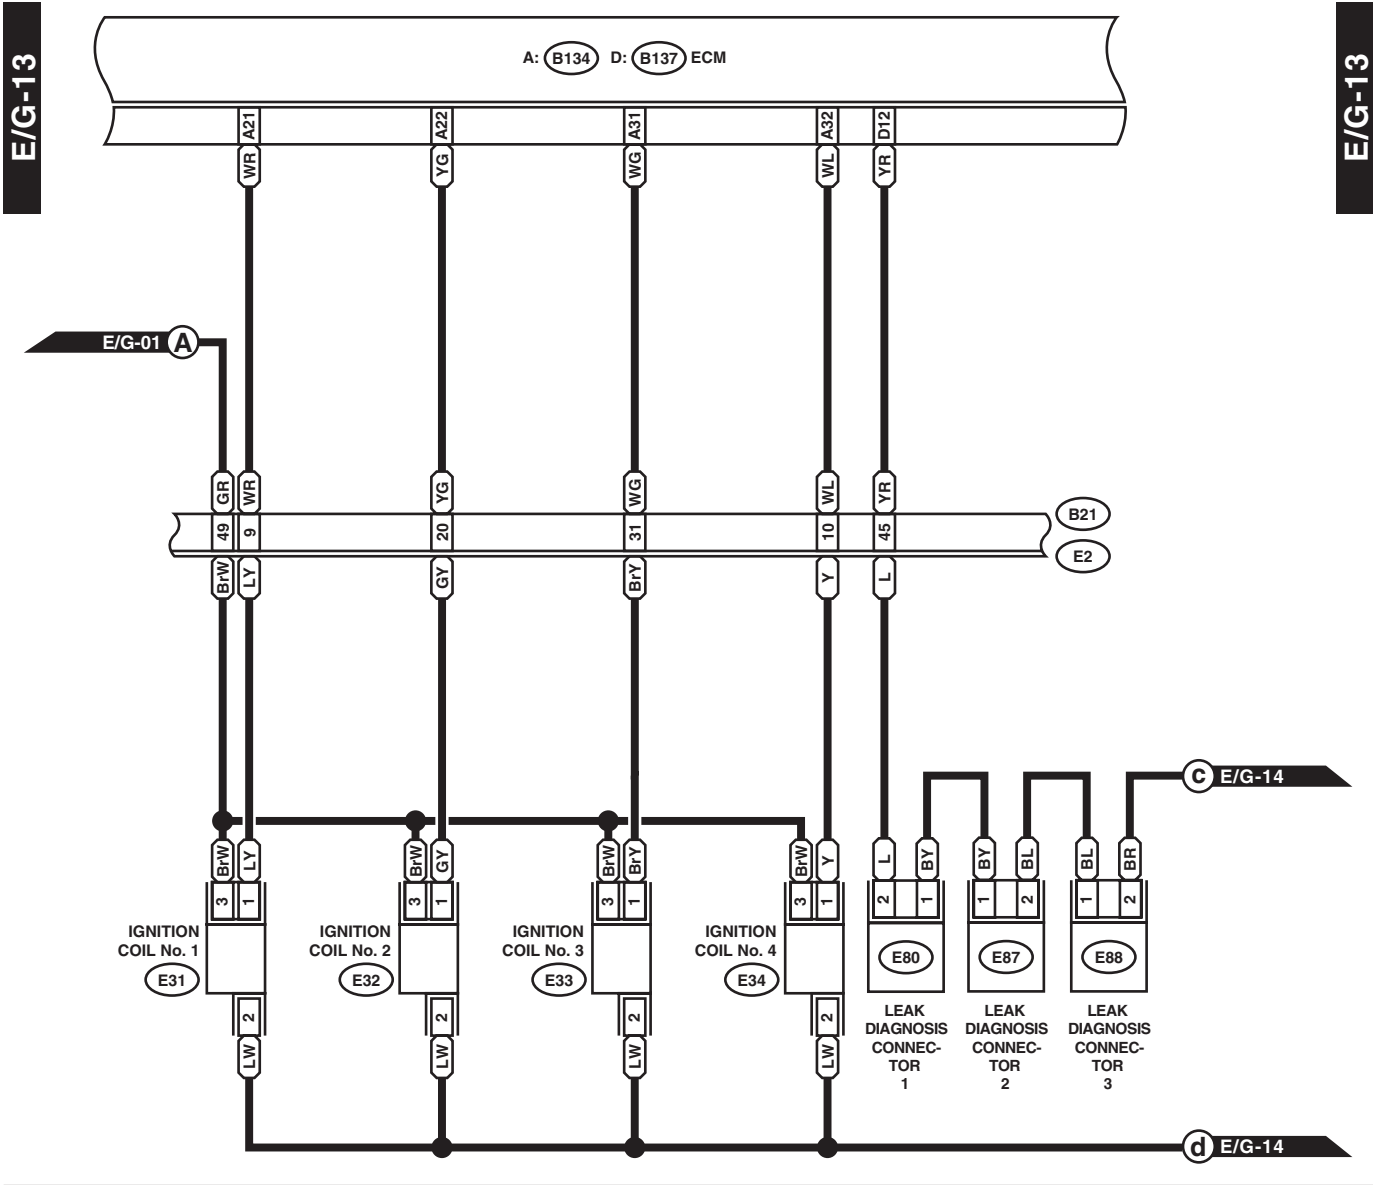 E/G-13
E/G-13
A: B134 D: B137 ECM
A21 A22 A31 A32 D12
WR YG WG WL YR
E/G-01 A
GR WR YG WG WL YR
B21
49 9 20 31 10 45
E2
BrW LY GY BrY Y L
C E/G-14
BrW LY BrW GY BrW BrY BrW Y L BY BY BL BL BR
3 1 3 1 3 1 3 1 2 1 1 2 1 2
IGNITION
COIL No. 1
E31
IGNITION
COIL No. 2
E32
IGNITION
COIL No. 3
E33
IGNITION
COIL No. 4
E34
E80 E87 E88
2 2 2 2
LW LW LW LW
LEAK
DIAGNOSIS
CONNEC-
TOR
1
LEAK
DIAGNOSIS
CONNEC-
TOR
2
LEAK
DIAGNOSIS
CONNEC-
TOR
3
d E/G-14